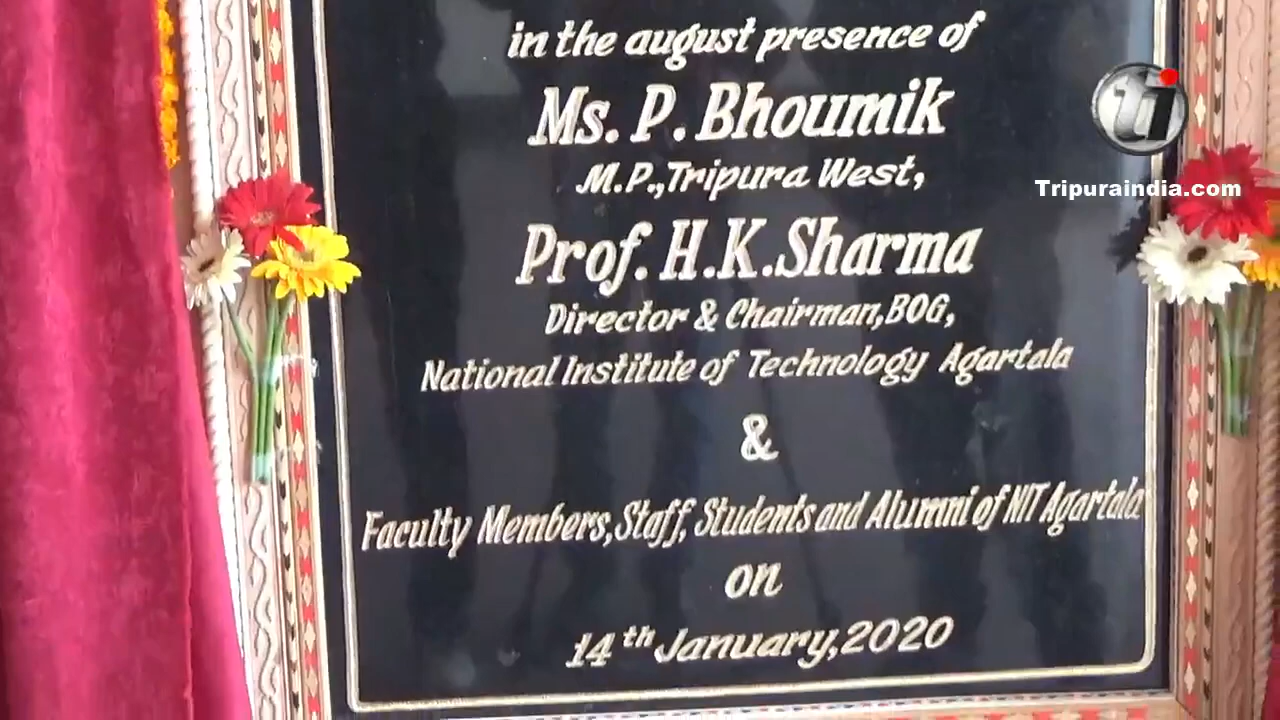 in the august presence of
Ms. P. Bhoumik
M.P.,Tripura West,
Prof. H.K.Sharma
Director & Chairman,BOG,
National Institute of Technology Agartala
&
Faculty Members,Staff, Students and Alumni of NIT Agartala
on
14th January,2020
ti
Tripuraindia.com